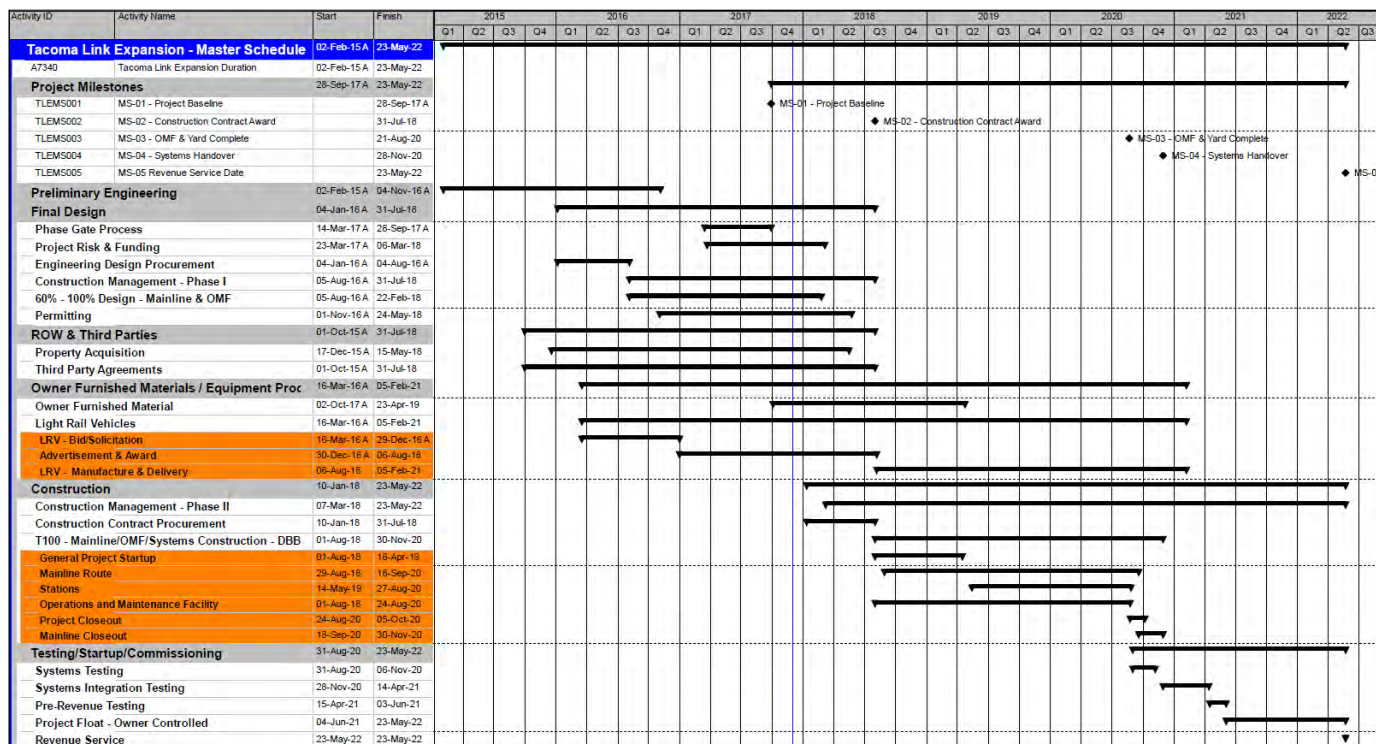 Activity ID Activity Name Start Finish 2015 2016 2017 2018 2019 2020 2021 2022
Q1 Q2 Q3 Q4 Q1 Q2 Q3 Q4 Q1 Q2 Q3 Q4 Q1 Q2 Q3 Q4 Q1 Q2 Q3 Q4 Q1 Q2 Q3 Q4 Q1 Q2 Q3 Q4 Q1 Q2 Q3
Tacoma Link Expansion - Master Schedule 02-Feb-15 A 23-May-22
A7340 Tacoma Link Expansion Duration 02-Feb-15 A 23-May-22
Project Milestones 28-Sep-17 A 23-May-22
TLEMS001 MS-01 - Project Baseline 28-Sep-17 A MS-01 - Project Baseline
TLEMS002 MS-02 - Construction Contract Award 31-Jul-18 MS-02 - Construction Contract Award
TLEMS003 MS-03 - OMF & Yard Complete 21-Aug-20 MS-03 - OMF & Yard Complete
TLEMS004 MS-04 - Systems Handover 28-Nov-20 MS-04 - Systems Handover
TLEMS005 MS-05 Revenue Service Date 23-May-22 MS-0
Preliminary Engineering 02-Feb-15 A 04-Nov-16 A
Final Design 04-Jan-16 A 31-Jul-18
Phase Gate Process 14-Mar-17 A 28-Sep-17 A
Project Risk & Funding 23-Mar-17 A 06-Mar-18
Engineering Design Procurement 04-Jan-16 A 04-Aug-16 A
Construction Management - Phase I 05-Aug-16 A 31-Jul-18
60% - 100% Design - Mainline & OMF 05-Aug-16 A 22-Feb-18
Permitting 01-Nov-16 A 24-May-18
ROW & Third Parties 01-Oct-15 A 31-Jul-18
Property Acquisition 17-Dec-15 A 15-May-18
Third Party Agreements 01-Oct-15 A 31-Jul-18
Owner Furnished Materials / Equipment Proc 16-Mar-16 A 05-Feb-21
Owner Furnished Material 02-Oct-17 A 23-Apr-19
Light Rail Vehicles 16-Mar-16 A 05-Feb-21
LRV - Bid/Solicitation 16-Mar-16 A 29-Dec-16 A
Advertisement & Award 30-Dec-16 A 06-Aug-18
LRV - Manufacture & Delivery 06-Aug-18 05-Feb-21
Construction 10-Jan-18 23-May-22
Construction Management - Phase II 07-Mar-18 23-May-22
Construction Contract Procurement 10-Jan-18 31-Jul-18
T100 - Mainline/OMF/Systems Construction - DBB 01-Aug-18 30-Nov-20
General Project Startup 01-Aug-18 16-Apr-19
Mainline Route 29-Aug-18 16-Sep-20
Stations 14-May-19 27-Aug-20
Operations and Maintenance Facility 01-Aug-18 24-Aug-20
Project Closeout 24-Aug-20 05-Oct-20
Mainline Closeout 18-Sep-20 30-Nov-20
Testing/Startup/Commissioning 31-Aug-20 23-May-22
Systems Testing 31-Aug-20 06-Nov-20
Systems Integration Testing 28-Nov-20 14-Apr-21
Pre-Revenue Testing 15-Apr-21 03-Jun-21
Project Float - Owner Controlled 04-Jun-21 23-May-22
Revenue Service 23-May-22 23-May-22